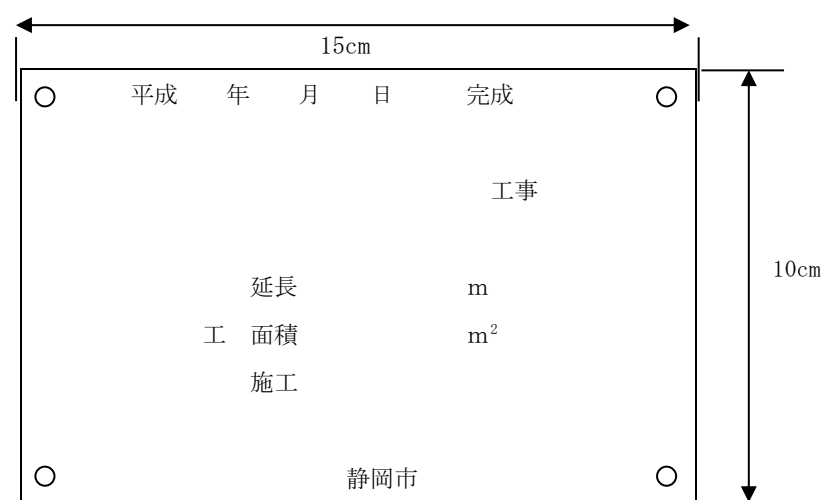 15cm
平成　　年　　月　　日　　　完成
工事
10cm
延長　　　　　　　m
工　面積　　　　　　　m²
施工
静岡市